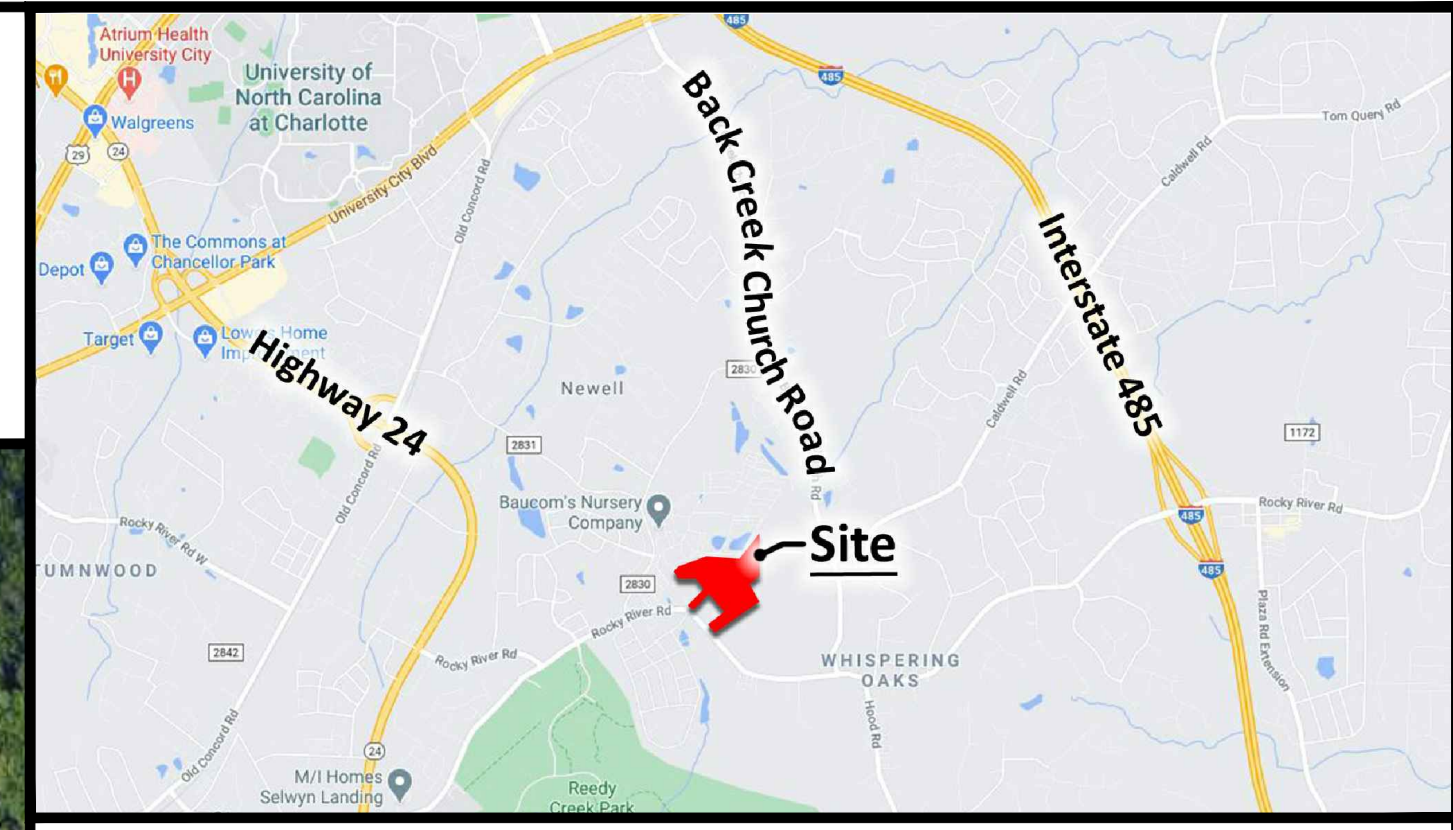 485
Atrium Health
University City
University of
North Carolina
at Charlotte
485
Walgreens
29
24
Back Creek Church Road
Tom Query Rd
Caldwell Rd
Old Concord Rd
University City Blvd
The Commons at
Chancellor Park
Depot
Interstate 485
Target
Lowe's Home
Highway 24
Newell
2830
Caldwell Rd
2831
1172
Old Concord Rd
Rd
Baucom's Nursery
Company
Rocky River Rd
485
Rocky River Rd W
Site
TUMNWOOD
485
2830
Rocky River Rd
Plaza Rd Extension
2842
Rocky River Rd
WHISPERING
OAKS
Hood Rd
Old Concord Rd
24
M/I Homes
Selwyn Landing
Reedy
Creek Park